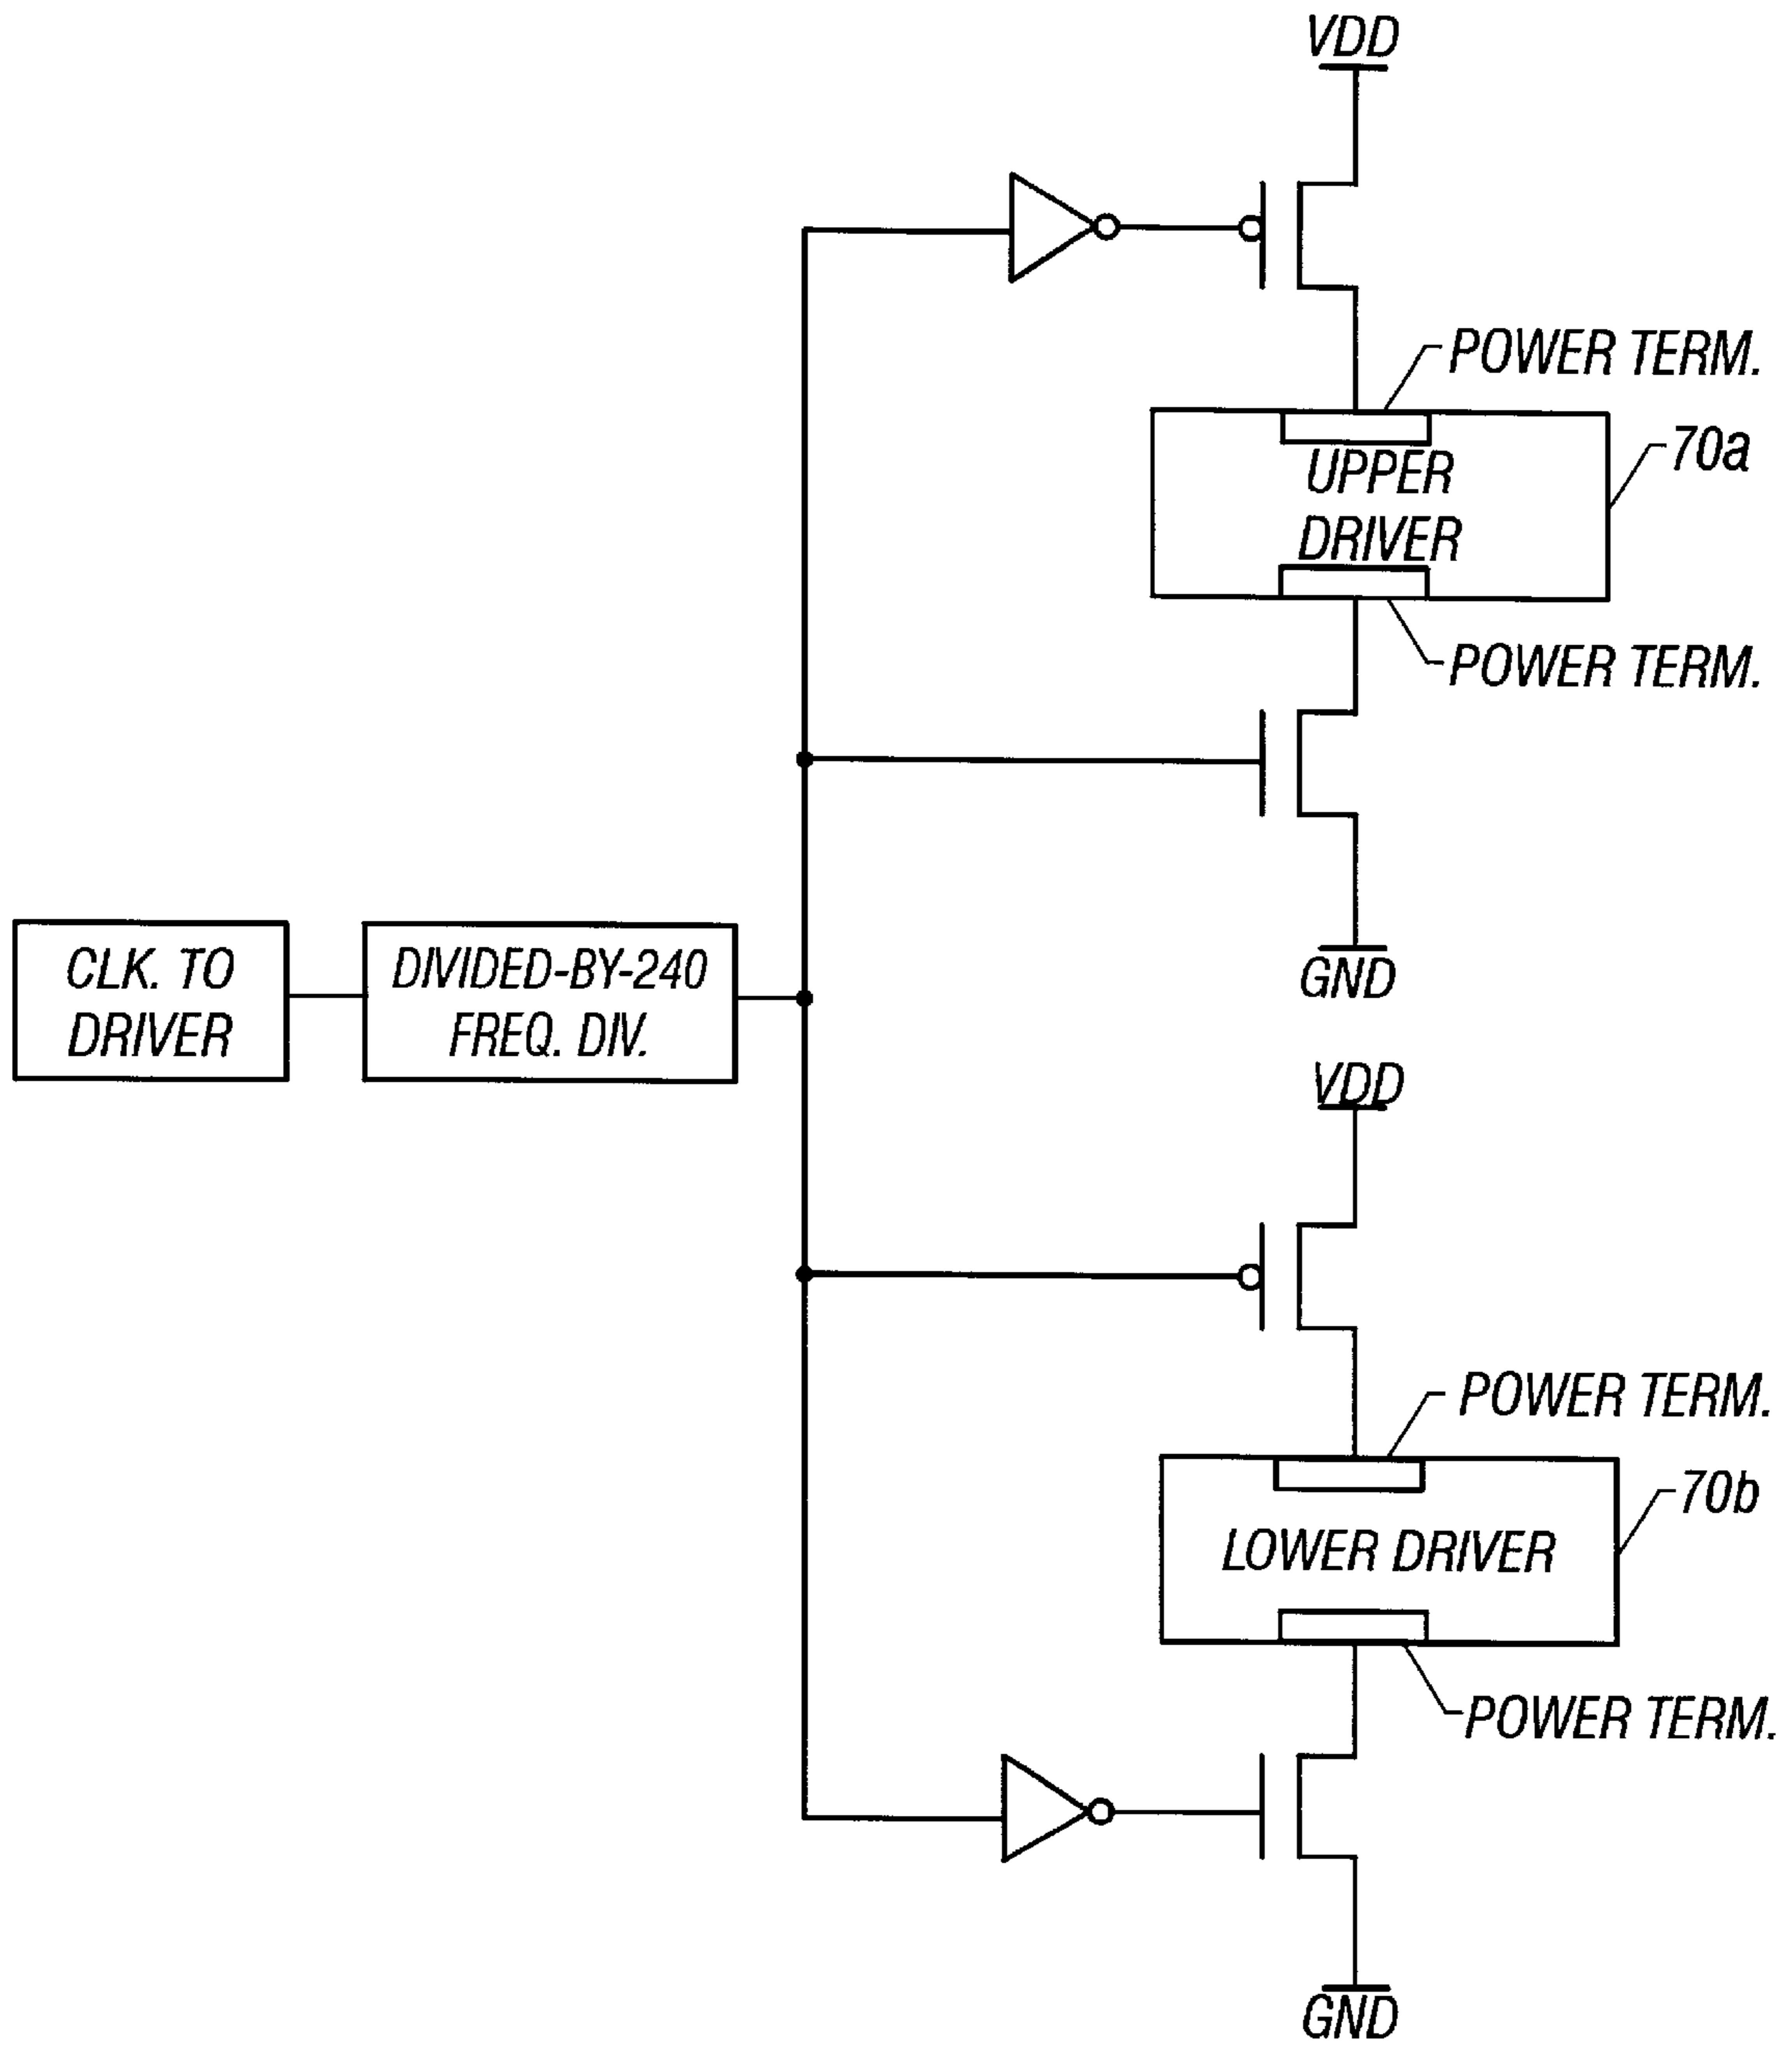 VDD
POWER TERM.
70a
UPPER
DRIVER
POWER TERM.
CLK. TO
DRIVER
DIVIDED-BY-240
FREQ. DIV.
GND
VDD
POWER TERM.
70b
LOWER DRIVER
POWER TERM.
GND